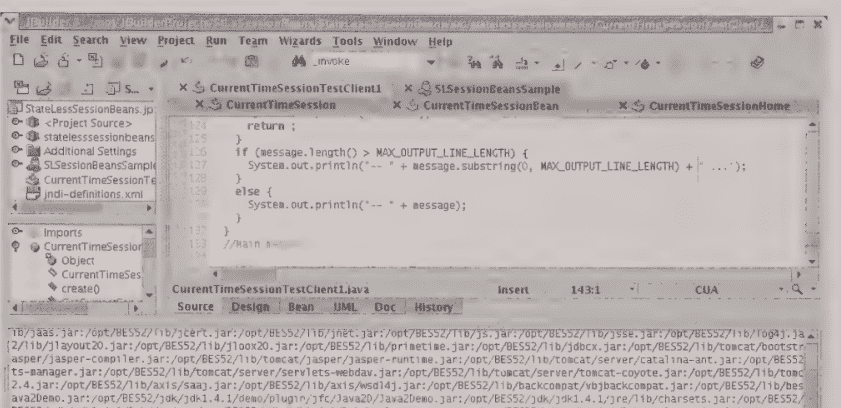 File Edit Search View Project Run Team Wizards Tools Window Help
_invoke
CurrentTimeSessionTestClient1 SLSessionBeansSample
CurrentTimeSession CurrentTimeSessionBean CurrentTimeSessionHome
StateLessSessionBeans.jp
<Project Source>
statelesssessionbeans
Additional Settings
SLSessionBeansSample
CurrentTimeSessionTe
jndi-definitions.xml
return ;
}
if (message.length() > MAX_OUTPUT_LINE_LENGTH) {
System.out.println("-- " + message.substring(0, MAX_OUTPUT_LINE_LENGTH) + " ...");
}
else {
System.out.println("-- " + message);
}
}
//Main
Imports
CurrentTimeSession
Object
CurrentTimeSes
create()
CurrentTimeSessionTestClient1.java Insert 143:1 CUA
Source Design Bean UML Doc History
lib/jaas.jar:/opt/BES52/lib/jcert.jar:/opt/BES52/lib/jnet.jar:/opt/BES52/lib/js.jar:/opt/BES52/lib/jsse.jar:/opt/BES52/lib/log4j.ja
2/lib/jlayout20.jar:/opt/BES52/lib/jloox20.jar:/opt/BES52/lib/primetime.jar:/opt/BES52/lib/jdbcx.jar:/opt/BES52/lib/tomcat/bootstr
asper/jasper-compiler.jar:/opt/BES52/lib/tomcat/jasper/jasper-runtime.jar:/opt/BES52/lib/tomcat/server/catalina-ant.jar:/opt/BES52
ts-manager.jar:/opt/BES52/lib/tomcat/server/servlets-webdav.jar:/opt/BES52/lib/tomcat/server/tomcat-coyote.jar:/opt/BES52/lib/tomc
2.4.jar:/opt/BES52/lib/axis/saaj.jar:/opt/BES52/lib/axis/wsdl4j.jar:/opt/BES52/lib/backcompat/vbjbackcompat.jar:/opt/BES52/lib/bes
ava2Demo.jar:/opt/BES52/jdk/jdk1.4.1/demo/plugin/jfc/Java2D/Java2Demo.jar:/opt/BES52/jdk/jdk1.4.1/jre/lib/charsets.jar:/opt/BES52/